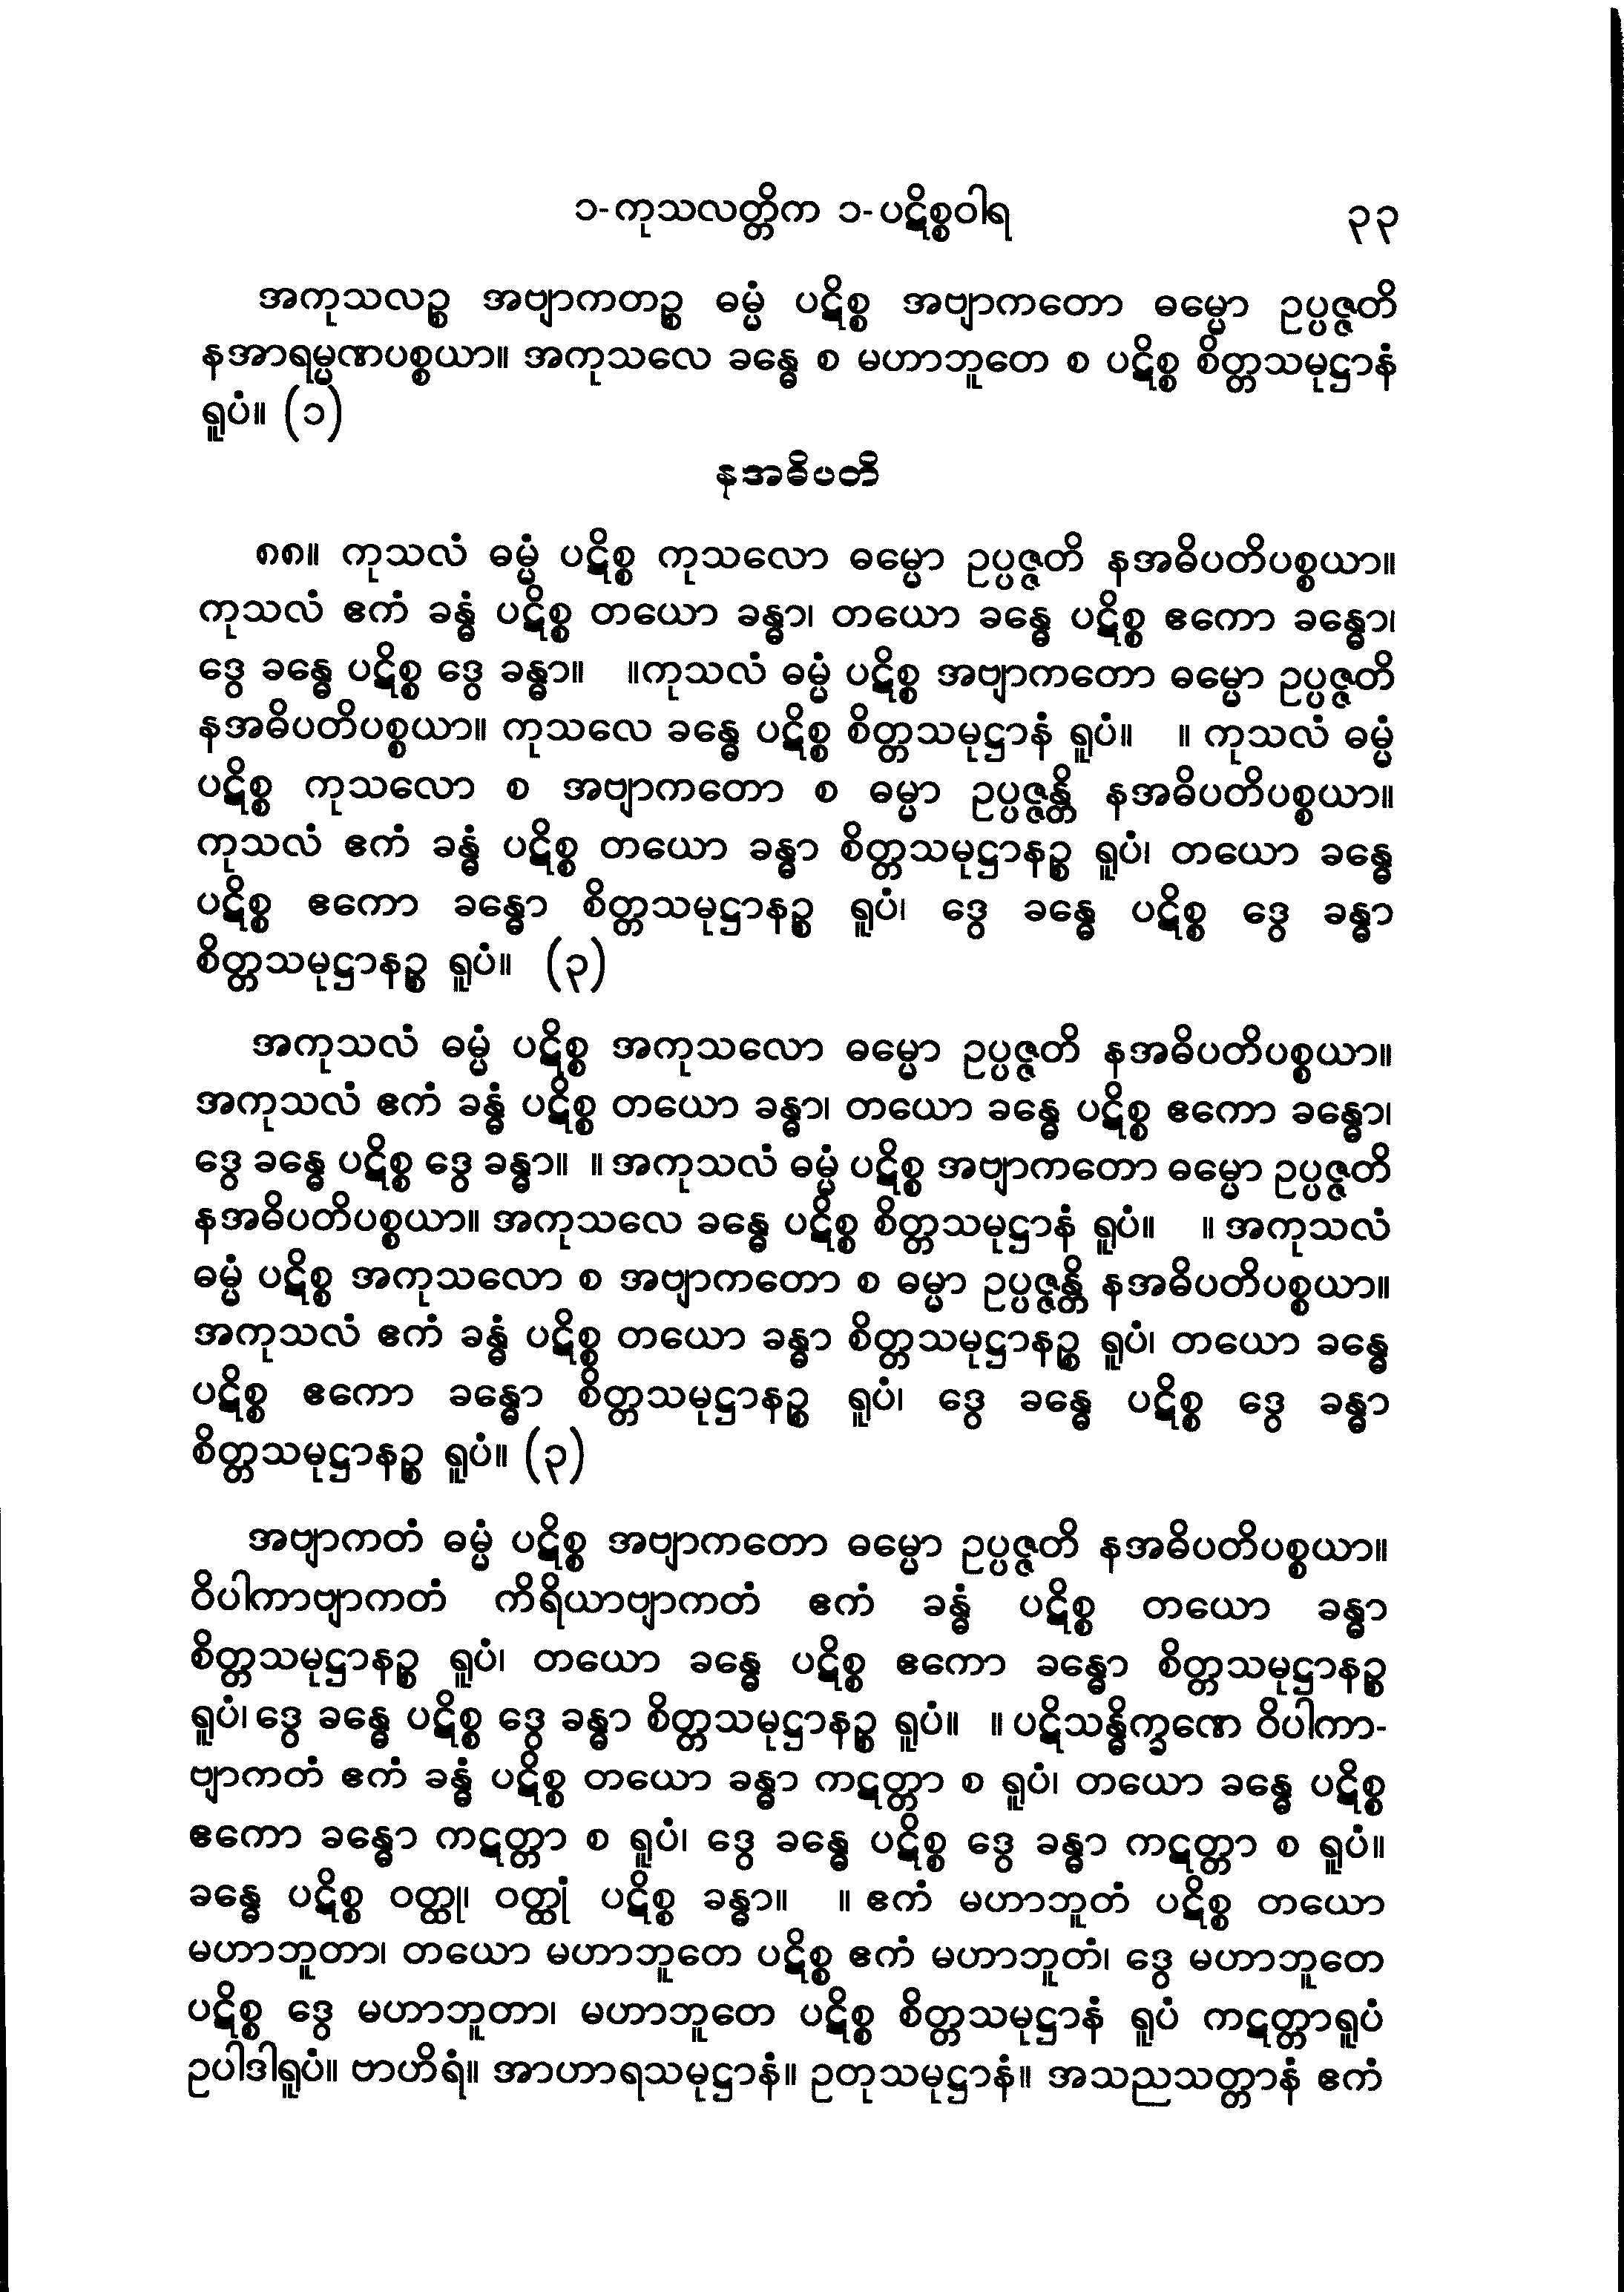 ၁-ကုသလတ္တိက ၁-ပဋိစ္စဝါရ ၃၃
အကုသလဉ္စ အဗျာကတဉ္စ ဓမ္မံ ပဋိစ္စ အဗျာကတော ဓမ္မော ဥပ္ပဇ္ဇတိ
နအာရမ္မဏပစ္စယာ။ အကုသလေ ခန္ဓေ စ မဟာဘူတေ စ ပဋိစ္စ စိတ္တသမုဋ္ဌာနံ
ရူပံ။ (၁)
နအဓိပတိ
၈၈။ ကုသလံ ဓမ္မံ ပဋိစ္စ ကုသလော ဓမ္မော ဥပ္ပဇ္ဇတိ နအဓိပတိပစ္စယာ။
ကုသလံ ဧကံ ခန္ဓံ ပဋိစ္စ တယော ခန္ဓာ၊ တယော ခန္ဓေ ပဋိစ္စ ဧကော ခန္ဓော၊
ဒွေ ခန္ဓေ ပဋိစ္စ ဒွေ ခန္ဓာ။ ။ကုသလံ ဓမ္မံ ပဋိစ္စ အဗျာကတော ဓမ္မော ဥပ္ပဇ္ဇတိ
နအဓိပတိပစ္စယာ။ ကုသလေ ခန္ဓေ ပဋိစ္စ စိတ္တသမုဋ္ဌာနံ ရူပံ။ ။ ကုသလံ ဓမ္မံ
ပဋိစ္စ ကုသလော စ အဗျာကတော စ ဓမ္မာ ဥပ္ပဇ္ဇန္တိ နအဓိပတိပစ္စယာ။
ကုသလံ ဧကံ ခန္ဓံ ပဋိစ္စ တယော ခန္ဓာ စိတ္တသမုဋ္ဌာနဉ္စ ရူပံ၊ တယော ခန္ဓေ
ပဋိစ္စ ဧကော ခန္ဓော စိတ္တသမုဋ္ဌာနဉ္စ ရူပံ၊ ဒွေ ခန္ဓေ ပဋိစ္စ ဒွေ ခန္ဓာ
စိတ္တသမုဋ္ဌာနဉ္စ ရူပံ။ (၃)
အကုသလံ ဓမ္မံ ပဋိစ္စ အကုသလော ဓမ္မော ဥပ္ပဇ္ဇတိ နအဓိပတိပစ္စယာ။
အကုသလံ ဧကံ ခန္ဓံ ပဋိစ္စ တယော ခန္ဓာ၊ တယော ခန္ဓေ ပဋိစ္စ ဧကော ခန္ဓော၊
ဒွေ ခန္ဓေ ပဋိစ္စ ဒွေ ခန္ဓာ။ ။ အကုသလံ ဓမ္မံ ပဋိစ္စ အဗျာကတော ဓမ္မော ဥပ္ပဇ္ဇတိ
နအဓိပတိပစ္စယာ။ အကုသလေ ခန္ဓေ ပဋိစ္စ စိတ္တသမုဋ္ဌာနံ ရူပံ။ ။ အကုသလံ
ဓမ္မံ ပဋိစ္စ အကုသလော စ အဗျာကတော စ ဓမ္မာ ဥပ္ပဇ္ဇန္တိ နအဓိပတိပစ္စယာ။
အကုသလံ ဧကံ ခန္ဓံ ပဋိစ္စ တယော ခန္ဓာ စိတ္တသမုဋ္ဌာနဉ္စ ရူပံ၊ တယော ခန္ဓေ
ပဋိစ္စ ဧကော ခန္ဓော စိတ္တသမုဋ္ဌာနဉ္စ ရူပံ၊ ဒွေ ခန္ဓေ ပဋိစ္စ ဒွေ ခန္ဓာ
စိတ္တသမုဋ္ဌာနဉ္စ ရူပံ။ (၃)
အဗျာကတံ ဓမ္မံ ပဋိစ္စ အဗျာကတော ဓမ္မော ဥပ္ပဇ္ဇတိ နအဓိပတိပစ္စယာ။
ဝိပါကာဗျာကတံ ကိရိယာဗျာကတံ ဧကံ ခန္ဓံ ပဋိစ္စ တယော ခန္ဓာ
စိတ္တသမုဋ္ဌာနဉ္စ ရူပံ၊ တယော ခန္ဓေ ပဋိစ္စ ဧကော ခန္ဓော စိတ္တသမုဋ္ဌာနဉ္စ
ရူပံ၊ ဒွေ ခန္ဓေ ပဋိစ္စ ဒွေ ခန္ဓာ စိတ္တသမုဋ္ဌာနဉ္စ ရူပံ။ ။ ပဋိသန္ဓိက္ခဏေ ဝိပါကာ-
ဗျာကတံ ဧကံ ခန္ဓံ ပဋိစ္စ တယော ခန္ဓာ ကဋတ္တာ စ ရူပံ၊ တယော ခန္ဓေ ပဋိစ္စ
ဧကော ခန္ဓော ကဋတ္တာ စ ရူပံ၊ ဒွေ ခန္ဓေ ပဋိစ္စ ဒွေ ခန္ဓာ ကဋတ္တာ စ ရူပံ။
ခန္ဓေ ပဋိစ္စ ဝတ္ထု၊ ဝတ္ထုံ ပဋိစ္စ ခန္ဓာ။ ။ ဧကံ မဟာဘူတံ ပဋိစ္စ တယော
မဟာဘူတာ၊ တယော မဟာဘူတေ ပဋိစ္စ ဧကံ မဟာဘူတံ၊ ဒွေ မဟာဘူတေ
ပဋိစ္စ ဒွေ မဟာဘူတာ၊ မဟာဘူတေ ပဋိစ္စ စိတ္တသမုဋ္ဌာနံ ရူပံ ကဋတ္တာရူပံ
ဥပါဒါရူပံ။ ဗာဟိရံ။ အာဟာရသမုဋ္ဌာနံ။ ဥတုသမုဋ္ဌာနံ။ အသညသတ္တာနံ ဧကံ